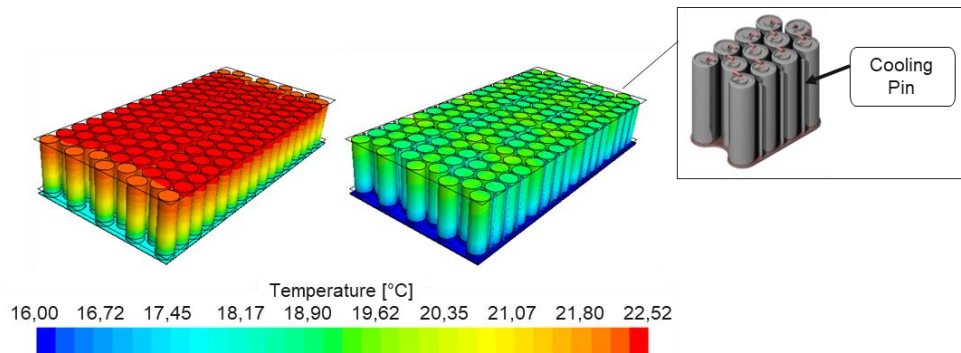 Cooling
Pin
Temperature [°C]
16,00 16,72 17,45 18,17 18,90 19,62 20,35 21,07 21,80 22,52